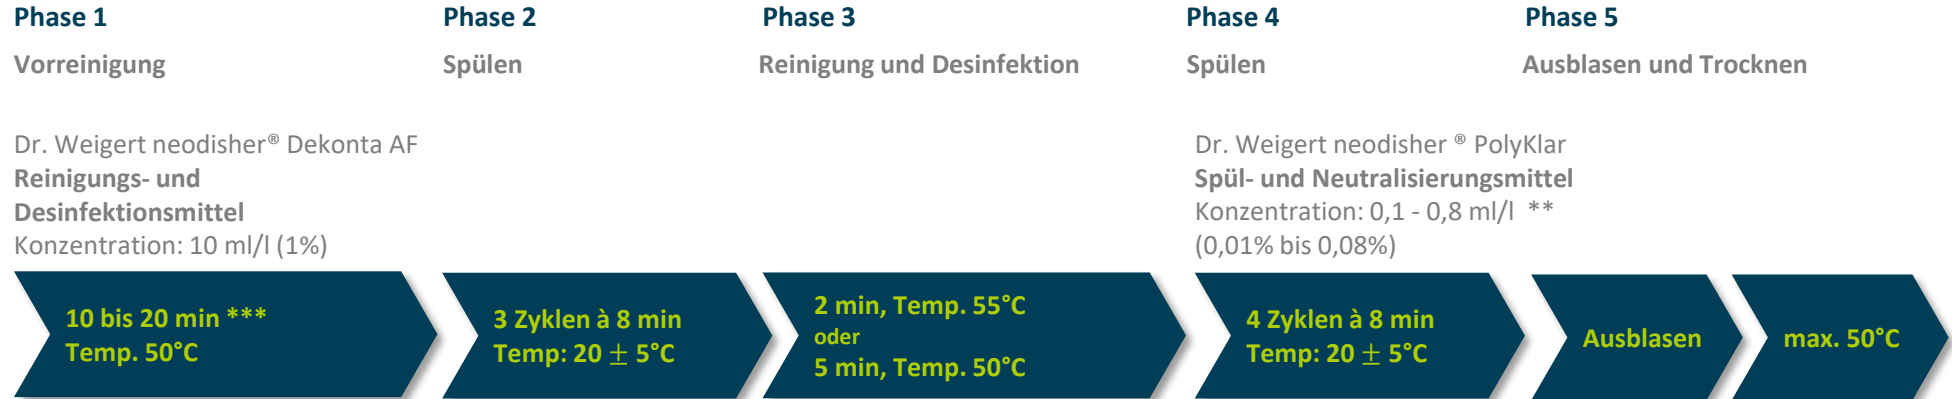 Phase 1
Vorreinigung
Dr. Weigert neodisher® Dekonta AF
Reinigungs- und
Desinfektionsmittel
Konzentration: 10 ml/l (1%)
10 bis 20 min ***
Temp. 50°C
Phase 2
Spülen
3 Zyklen à 8 min
Temp: 20 ± 5°C
Phase 3
Reinigung und Desinfektion
2 min, Temp. 55°C
oder
5 min, Temp. 50°C
Phase 4
Spülen
Dr. Weigert neodisher ® PolyKlar
Spül- und Neutralisierungsmittel
Konzentration: 0,1 - 0,8 ml/l **
(0,01% bis 0,08%)
4 Zyklen à 8 min
Temp: 20 ± 5°C
Phase 5
Ausblasen und Trocknen
Ausblasen
max. 50°C